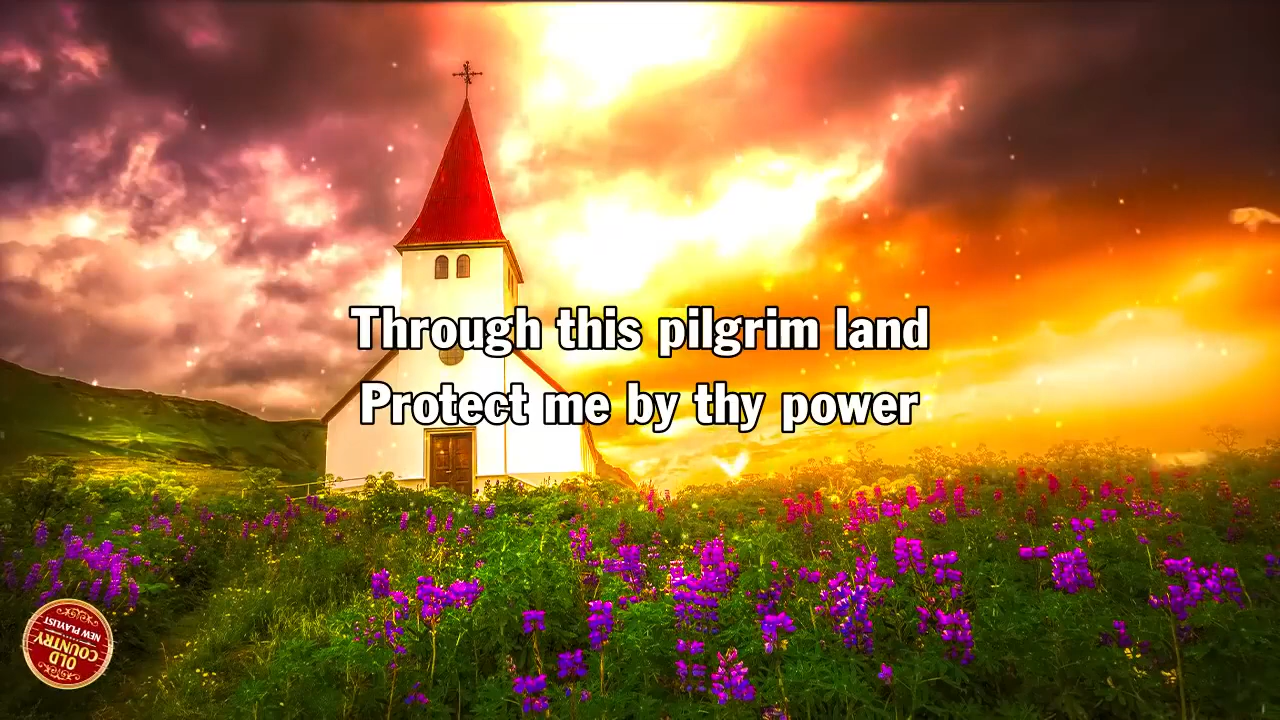 Through this pilgrim land
Protect me by thy power
OLD
COUNTRY
NEW PLAYLIST